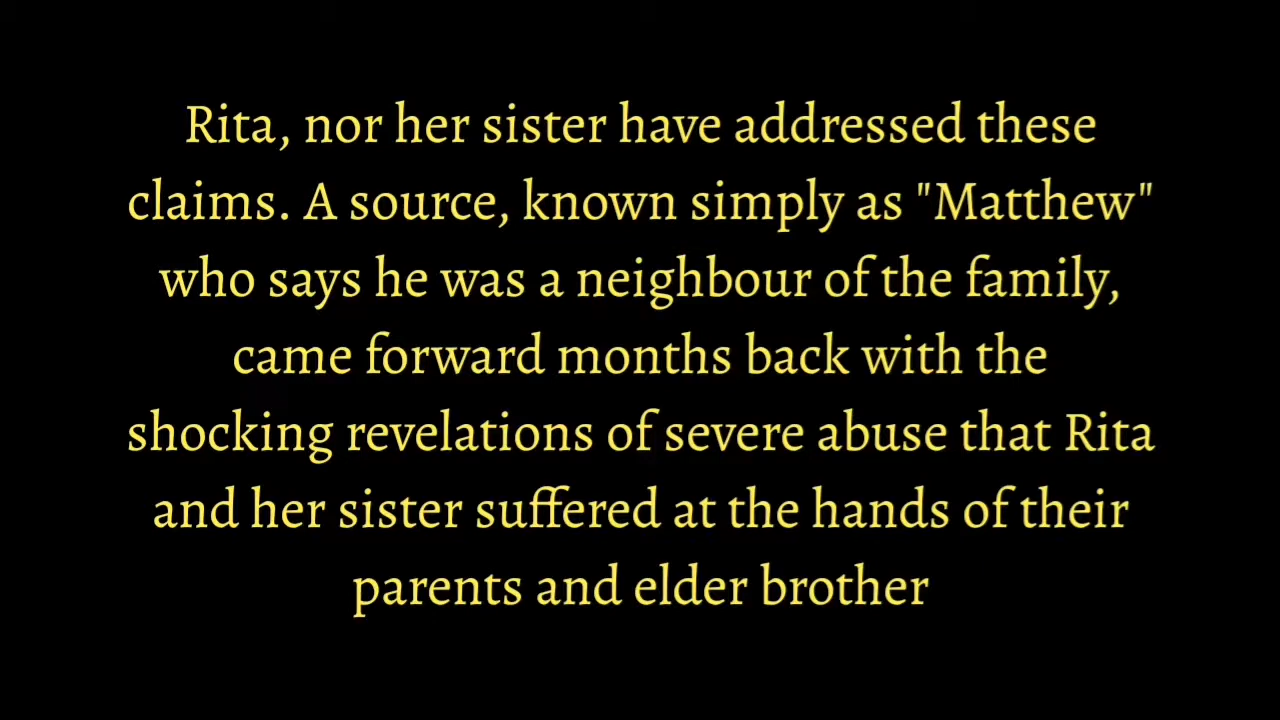 Rita, nor her sister have addressed these
claims. A source, known simply as "Matthew"
who says he was a neighbour of the family,
came forward months back with the
shocking revelations of severe abuse that Rita
and her sister suffered at the hands of their
parents and elder brother